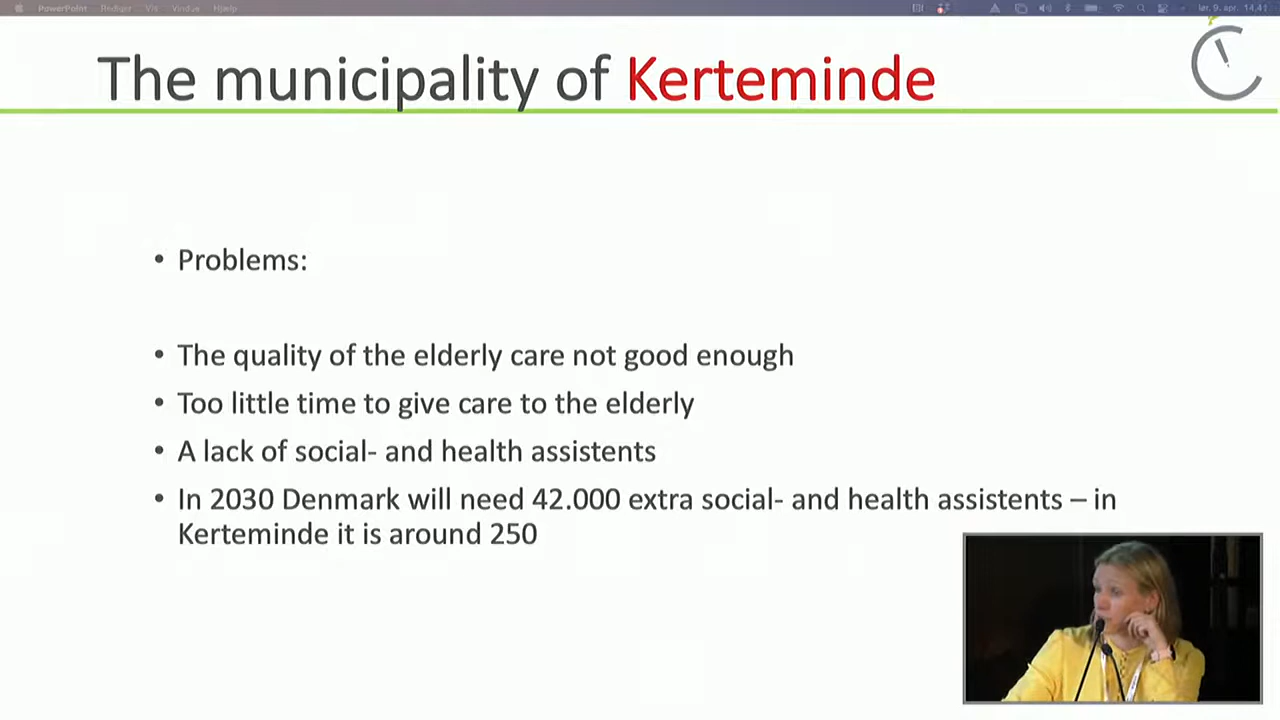 PowerPoint Rediger Vis Vindue Hjælp lør. 9. apr. 14.41
The municipality of Kerteminde
• Problems:
• The quality of the elderly care not good enough
• Too little time to give care to the elderly
• A lack of social- and health assistents
• In 2030 Denmark will need 42.000 extra social- and health assistents – in
Kerteminde it is around 250